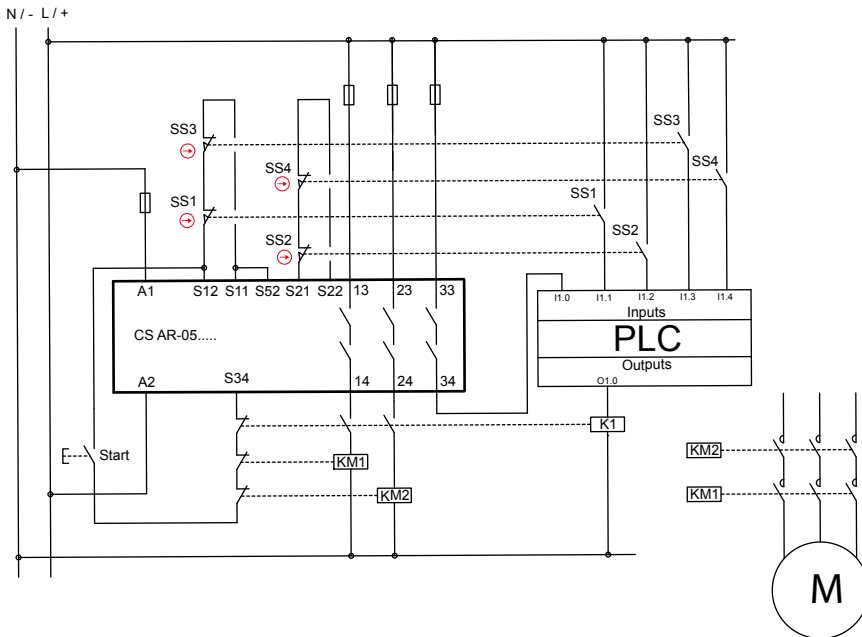 N / - L / +
SS3
SS3
SS4
SS4
SS1
SS1
SS2
SS2
A1 S12 S11 S52 S21 S22 13 23 33
I1.0 I1.1 I1.2 I1.3 I1.4
Inputs
CS AR-05.....
PLC
Outputs
A2 S34 14 24 34
O1.0
K1
Start
KM1
KM2
KM2
KM1
M